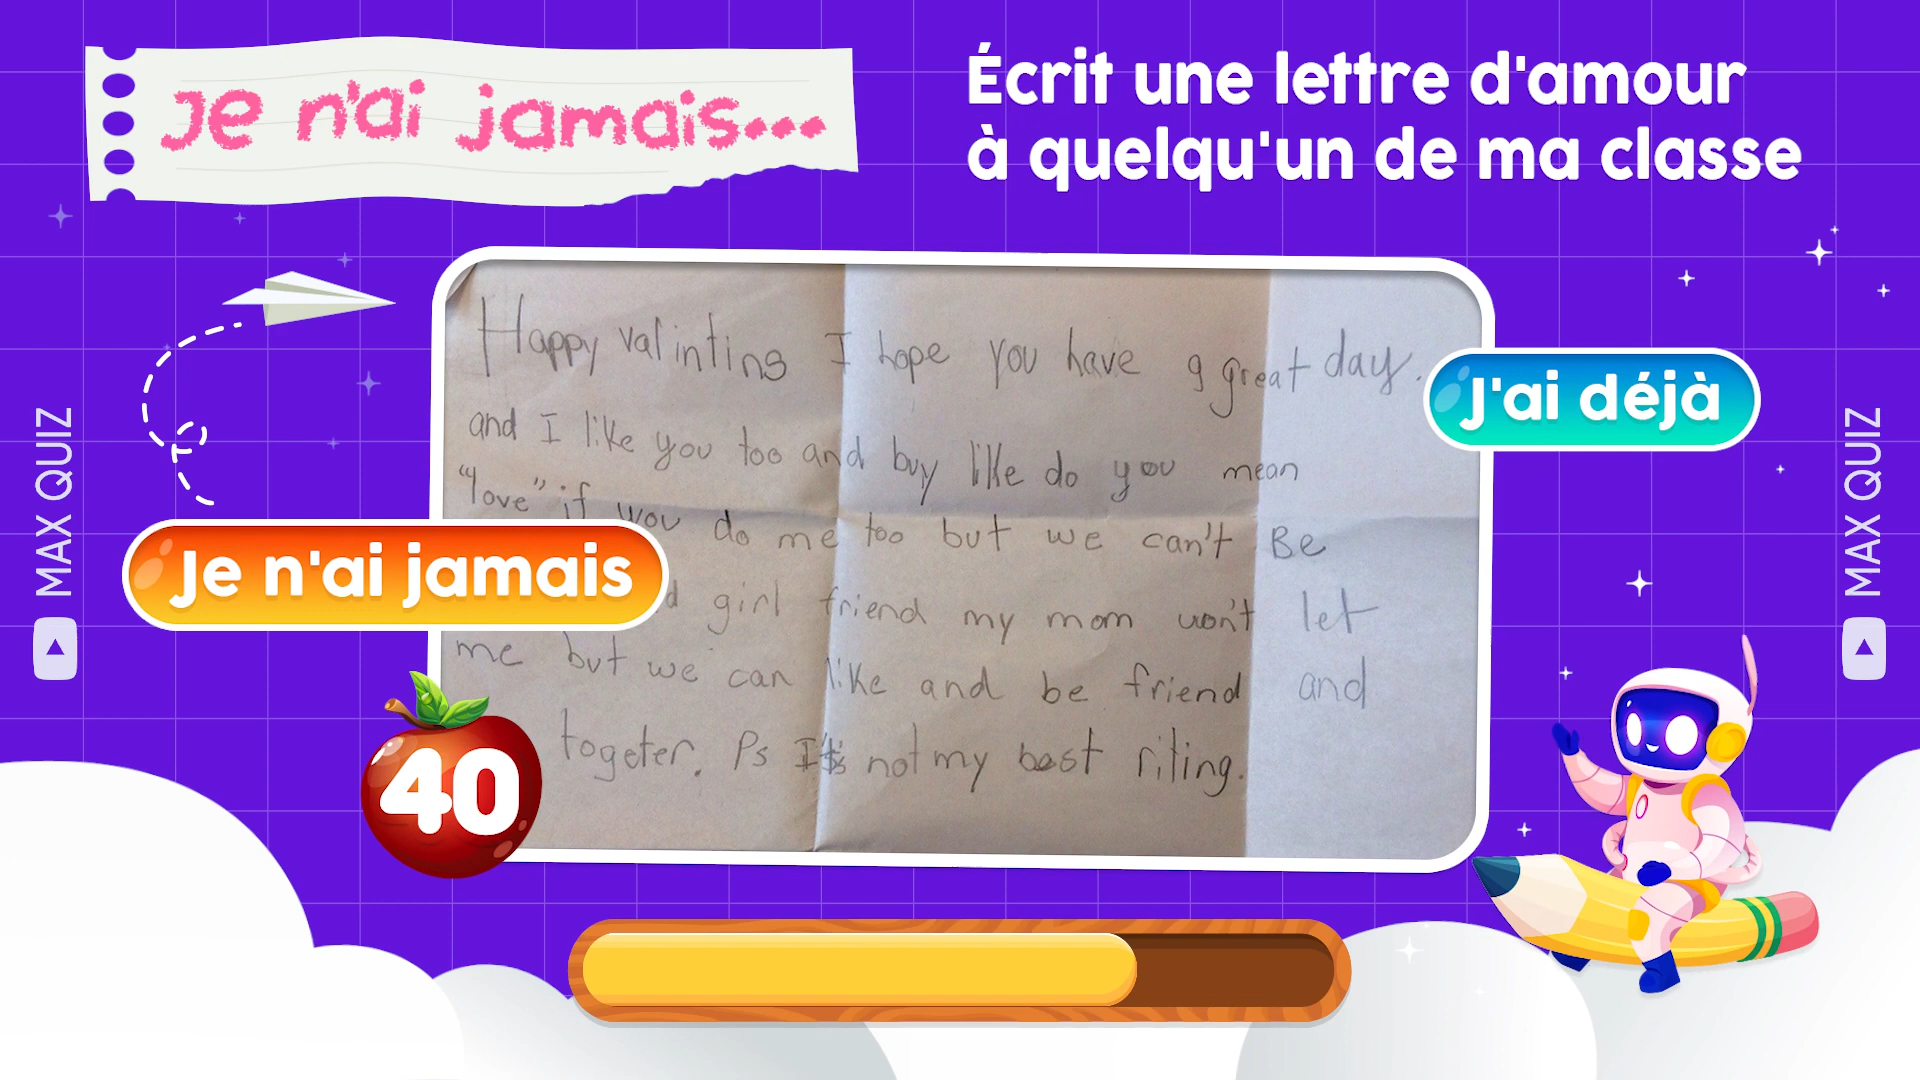 Je n'ai jamais...
Écrit une lettre d'amour
à quelqu'un de ma classe
Happy valintins I hope you have a great day.
and I like you too and buy like do you mean
"love" if you do me too but we can't Be
girl friend my mom won't let
me but we can like and be friend and
togeter. Ps It's not my best riting.
J'ai déjà
Je n'ai jamais
40
MAX QUIZ
MAX QUIZ